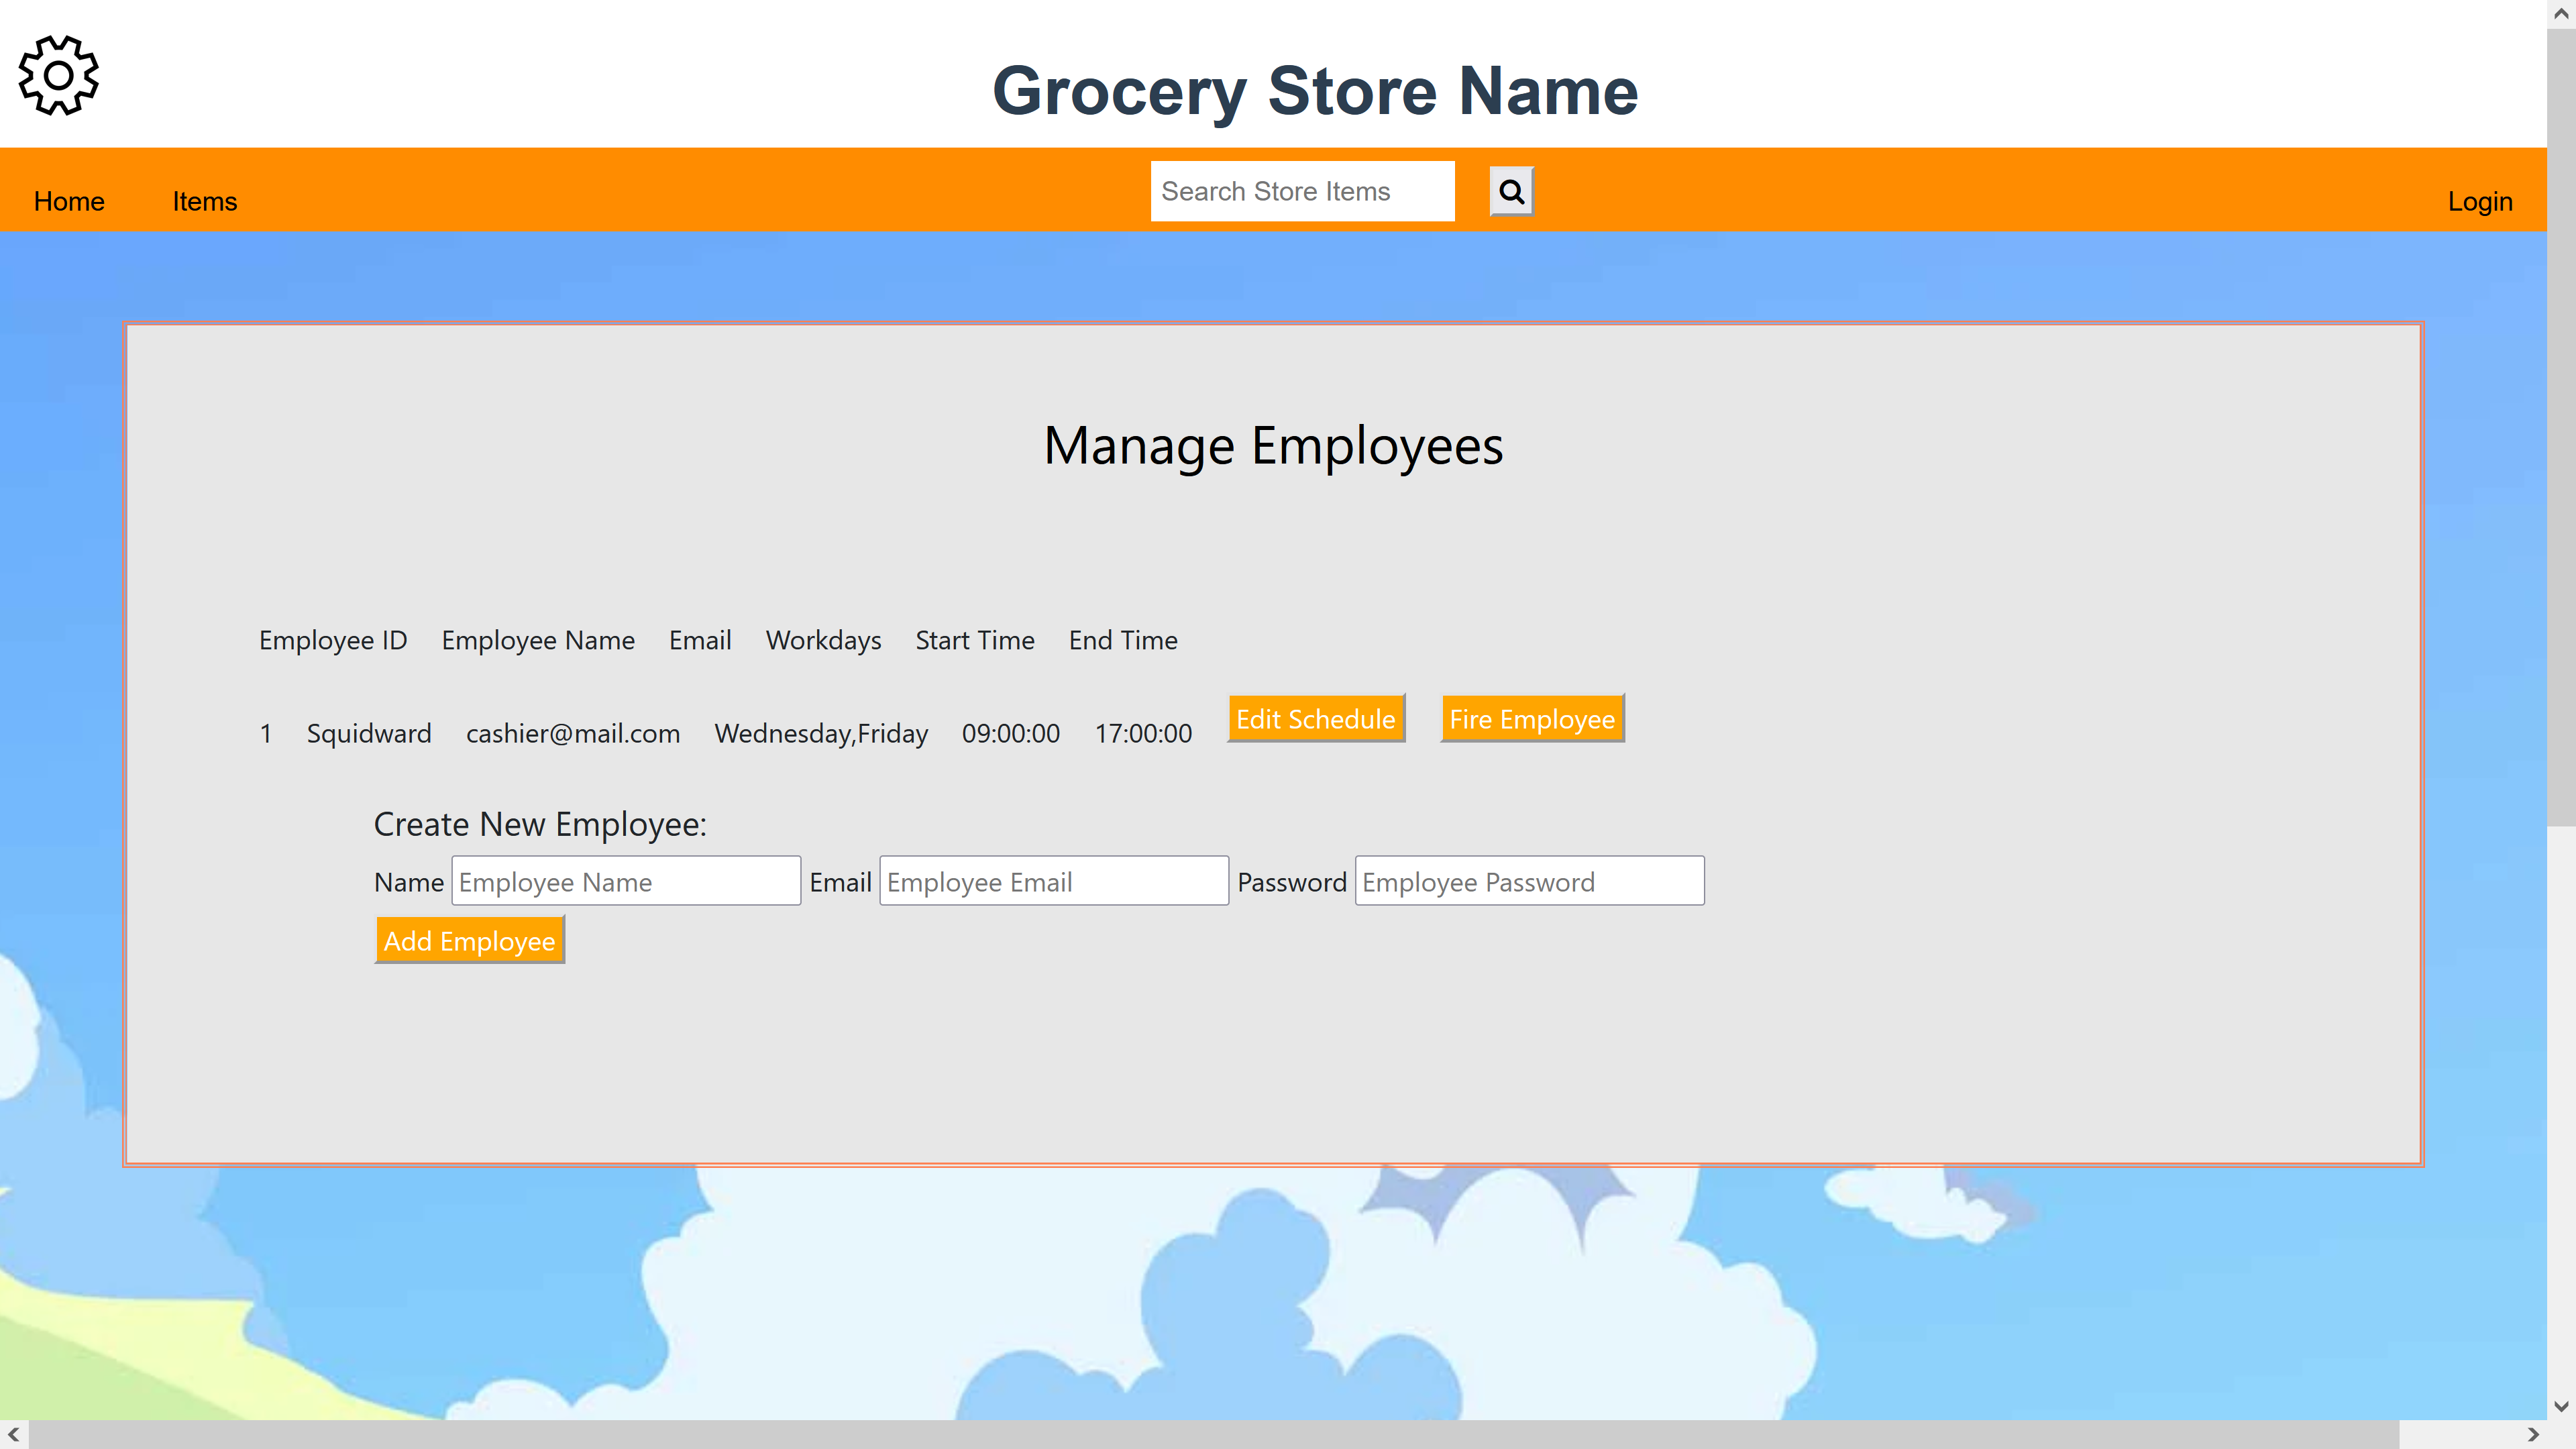 Grocery Store Name
Home Items Search Store Items Login
Manage Employees
Employee ID Employee Name Email Workdays Start Time End Time
1 Squidward cashier@mail.com Wednesday,Friday 09:00:00 17:00:00 Edit Schedule Fire Employee
Create New Employee:
Name Employee Name Email Employee Email Password Employee Password
Add Employee